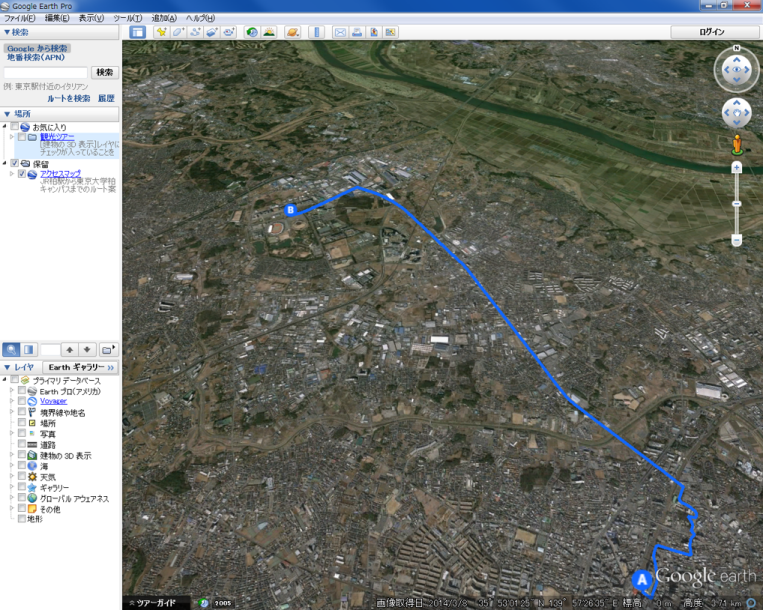 Google Earth Pro
ファイル(F) 編集(E) 表示(V) ツール(T) 追加(A) ヘルプ(H)
▼ 検索
ログイン
Google から検索
地番検索(APN)
検索
例: 東京駅付近のイタリアン
ルートを検索 履歴
▼ 場所
お気に入り
観光ツアー
[建物の 3D 表示]レイヤに
チェックが入っていることを
保留
アクセスマップ
JR柏駅から東京大学柏
キャンパスまでのルート案
▼ レイヤ
Earth ギャラリー >>
プライマリ データベース
Earth プロ(アメリカ)
Voyager
境界線や地名
場所
写真
道路
建物の 3D 表示
海
天気
ギャラリー
グローバル アウェアネス
その他
地形
N
B
A
Google earth
ツアーガイド
2005
画像取得日: 2014/3/8 35°53'01.25" N 139°57'26.35" E 標高 0 m 高度 3.71 km